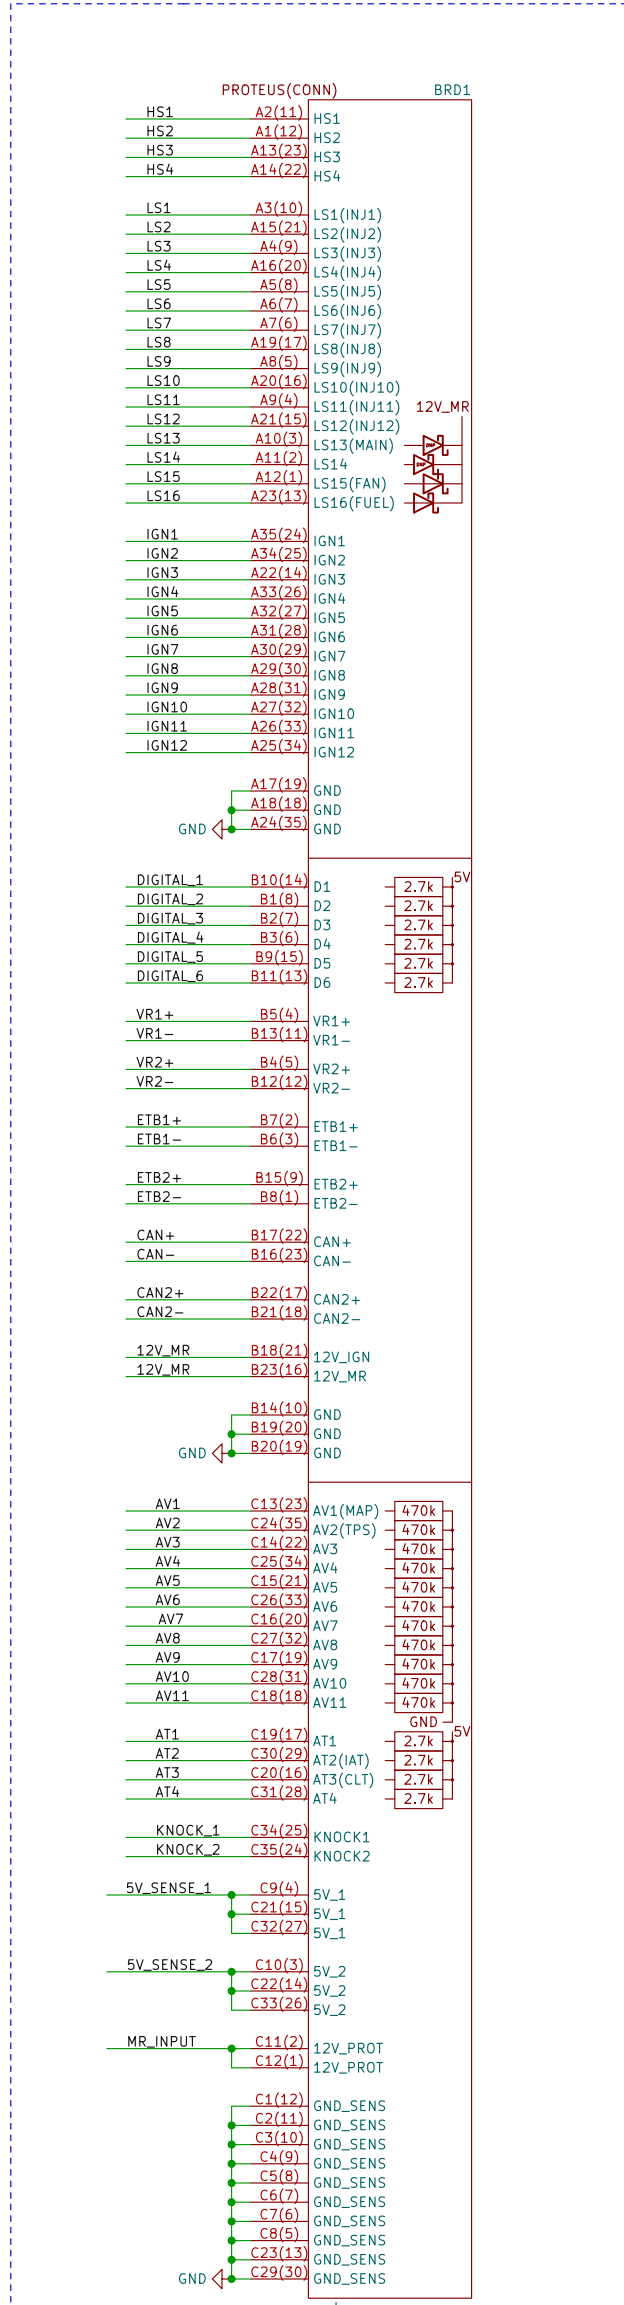 PROTEUS(CONN) BRD1
HS1 A2(11) HS1
HS2 A1(12) HS2
HS3 A13(23) HS3
HS4 A14(22) HS4
LS1 A3(10) LS1(INJ1)
LS2 A15(21) LS2(INJ2)
LS3 A4(9) LS3(INJ3)
LS4 A16(20) LS4(INJ4)
LS5 A5(8) LS5(INJ5)
LS6 A6(7) LS6(INJ6)
LS7 A7(6) LS7(INJ7)
LS8 A19(17) LS8(INJ8)
LS9 A8(5) LS9(INJ9)
LS10 A20(16) LS10(INJ10)
LS11 A9(4) LS11(INJ11) 12V_MR
LS12 A21(15) LS12(INJ12)
LS13 A10(3) LS13(MAIN) DNP
LS14 A11(2) LS14 DNP
LS15 A12(1) LS15(FAN)
LS16 A23(13) LS16(FUEL)
IGN1 A35(24) IGN1
IGN2 A34(25) IGN2
IGN3 A22(14) IGN3
IGN4 A33(26) IGN4
IGN5 A32(27) IGN5
IGN6 A31(28) IGN6
IGN7 A30(29) IGN7
IGN8 A29(30) IGN8
IGN9 A28(31) IGN9
IGN10 A27(32) IGN10
IGN11 A26(33) IGN11
IGN12 A25(34) IGN12
A17(19) GND
A18(18) GND
GND A24(35) GND
5V
DIGITAL_1 B10(14) D1 2.7k
DIGITAL_2 B1(8) D2 2.7k
DIGITAL_3 B2(7) D3 2.7k
DIGITAL_4 B3(6) D4 2.7k
DIGITAL_5 B9(15) D5 2.7k
DIGITAL_6 B11(13) D6 2.7k
VR1+ B5(4) VR1+
VR1- B13(11) VR1-
VR2+ B4(5) VR2+
VR2- B12(12) VR2-
ETB1+ B7(2) ETB1+
ETB1- B6(3) ETB1-
ETB2+ B15(9) ETB2+
ETB2- B8(1) ETB2-
CAN+ B17(22) CAN+
CAN- B16(23) CAN-
CAN2+ B22(17) CAN2+
CAN2- B21(18) CAN2-
12V_MR B18(21) 12V_IGN
12V_MR B23(16) 12V_MR
B14(10) GND
B19(20) GND
GND B20(19) GND
AV1 C13(23) AV1(MAP) 470k
AV2 C24(35) AV2(TPS) 470k
AV3 C14(22) AV3 470k
AV4 C25(34) AV4 470k
AV5 C15(21) AV5 470k
AV6 C26(33) AV6 470k
AV7 C16(20) AV7 470k
AV8 C27(32) AV8 470k
AV9 C17(19) AV9 470k
AV10 C28(31) AV10 470k
AV11 C18(18) AV11 470k
GND
5V
AT1 C19(17) AT1 2.7k
AT2 C30(29) AT2(IAT) 2.7k
AT3 C20(16) AT3(CLT) 2.7k
AT4 C31(28) AT4 2.7k
KNOCK_1 C34(25) KNOCK1
KNOCK_2 C35(24) KNOCK2
5V_SENSE_1 C9(4) 5V_1
C21(15) 5V_1
C32(27) 5V_1
5V_SENSE_2 C10(3) 5V_2
C22(14) 5V_2
C33(26) 5V_2
MR_INPUT C11(2) 12V_PROT
C12(1) 12V_PROT
C1(12) GND_SENS
C2(11) GND_SENS
C3(10) GND_SENS
C4(9) GND_SENS
C5(8) GND_SENS
C6(7) GND_SENS
C7(6) GND_SENS
C8(5) GND_SENS
C23(13) GND_SENS
GND C29(30) GND_SENS